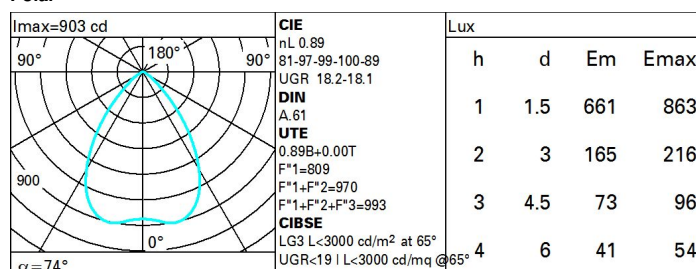 Imax=903 cd
90°
180°
90°
900
0°
α=74°
CIE
nL 0.89
81-97-99-100-89
UGR 18.2-18.1
DIN
A.61
UTE
0.89B+0.00T
F"1=809
F"1+F"2=970
F"1+F"2+F"3=993
CIBSE
LG3 L<3000 cd/m² at 65°
UGR<19 | L<3000 cd/mq @65°
Lux
h d Em Emax
1 1.5 661 863
2 3 165 216
3 4.5 73 96
4 6 41 54